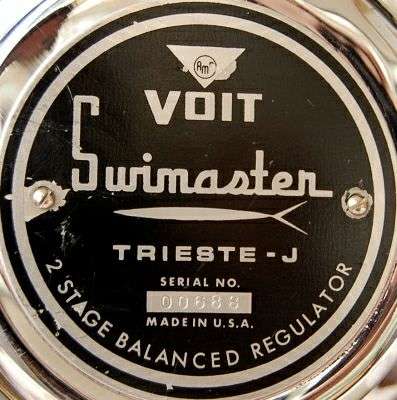 AMF
VOIT
Swimaster
TRIESTE - J
SERIAL NO.
00688
MADE IN U.S.A.
2 STAGE BALANCED REGULATOR